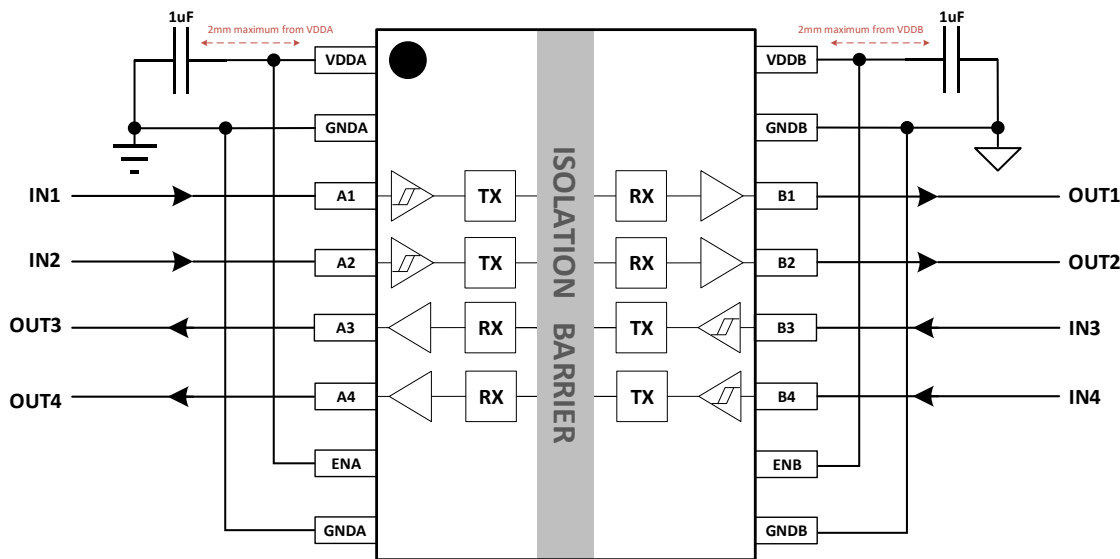 1uF
2mm maximum from VDDA
1uF
2mm maximum from VDDB
VDDA
VDDB
GNDA
GNDB
ISOLATION BARRIER
IN1
A1
TX
RX
B1
OUT1
IN2
A2
TX
RX
B2
OUT2
OUT3
A3
RX
TX
B3
IN3
OUT4
A4
RX
TX
B4
IN4
ENA
ENB
GNDA
GNDB